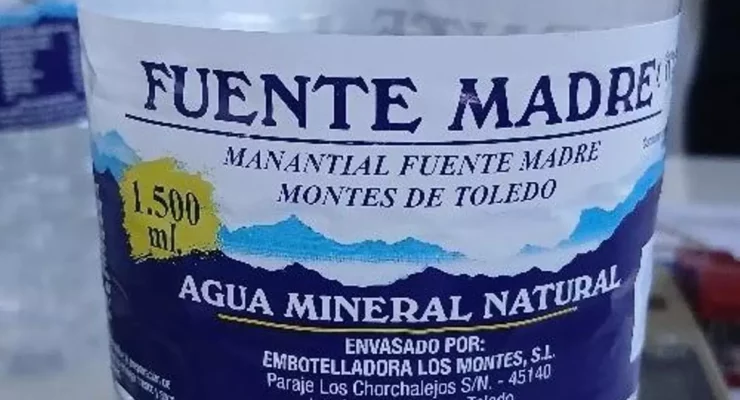 FUENTE MADRE
MANANTIAL FUENTE MADRE
MONTES DE TOLEDO
1.500
ml.
AGUA MINERAL NATURAL
ENVASADO POR:
EMBOTELLADORA LOS MONTES, S.L.
Paraje Los Chorchalejos S/N. - 45140
Toledo